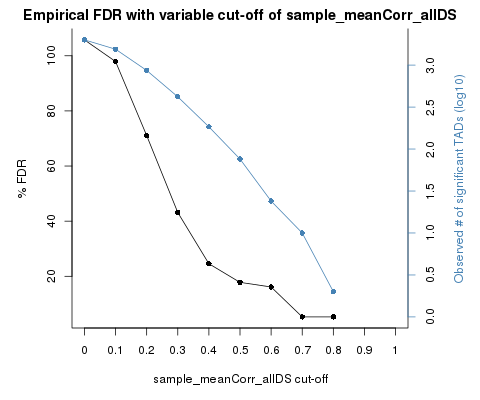 Empirical FDR with variable cut-off of sample_meanCorr_allDS
% FDR
100
80
60
40
20
3.0
2.5
2.0
1.5
1.0
0.5
0.0
Observed # of significant TADs (log10)
0 0.1 0.2 0.3 0.4 0.5 0.6 0.7 0.8 0.9 1
sample_meanCorr_allDS cut-off